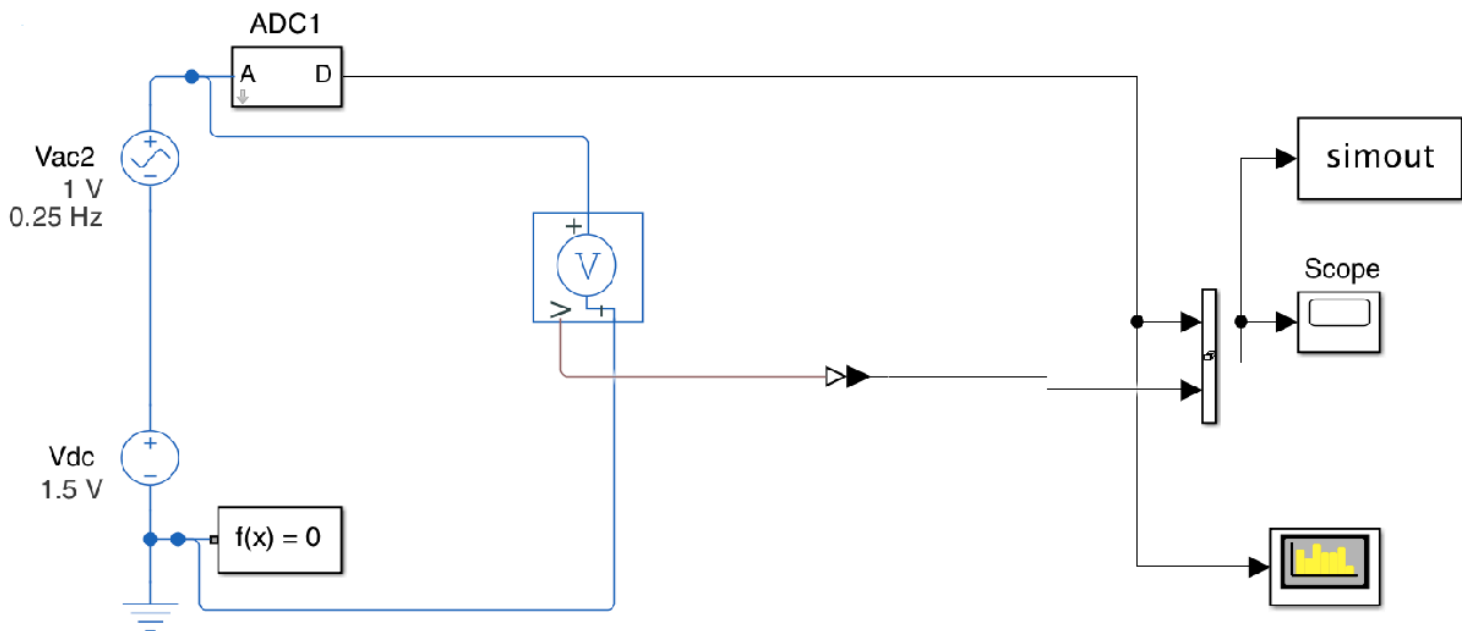 ADC1
A D
Vac2
1 V
0.25 Hz
simout
Scope
+
V
V
Vdc
1.5 V
f(x) = 0